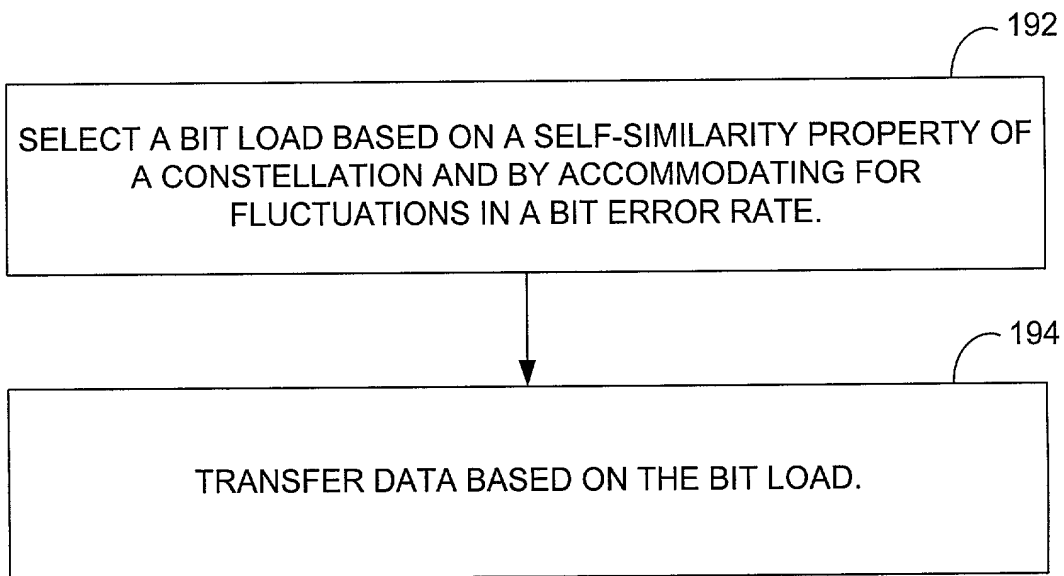 192
SELECT A BIT LOAD BASED ON A SELF-SIMILARITY PROPERTY OF
A CONSTELLATION AND BY ACCOMMODATING FOR
FLUCTUATIONS IN A BIT ERROR RATE.
194
TRANSFER DATA BASED ON THE BIT LOAD.